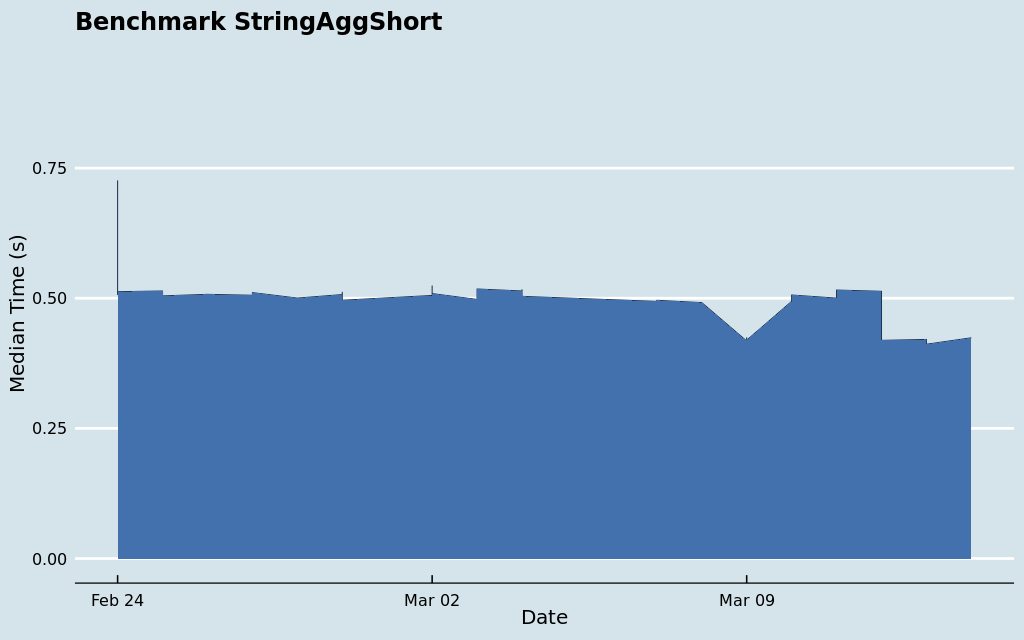 Benchmark StringAggShort
0.75
0.50
0.25
0.00
Median Time (s)
Feb 24
Mar 02
Mar 09
Date